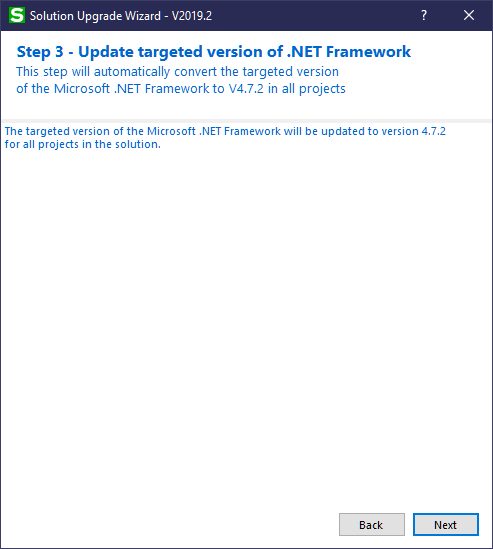 S Solution Upgrade Wizard - V2019.2 ?
Step 3 - Update targeted version of .NET Framework
This step will automatically convert the targeted version
of the Microsoft .NET Framework to V4.7.2 in all projects
The targeted version of the Microsoft .NET Framework will be updated to version 4.7.2
for all projects in the solution.
Back Next